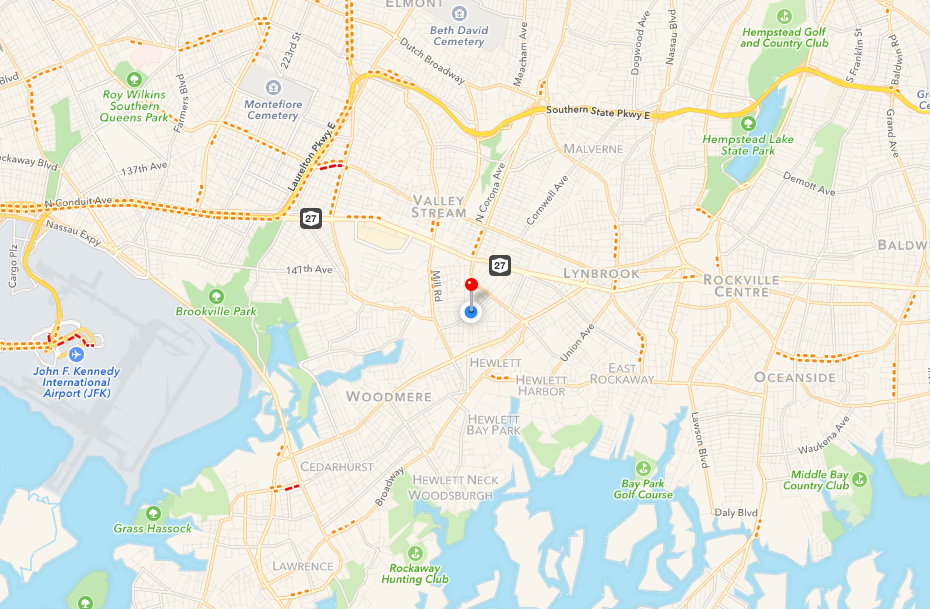 ELMONT
Beth David
Cemetery
Hempstead Golf
and Country Club
223rd St
Dutch Broadway
Meacham Ave
Dogwood Ave
Nassau Blvd
S Franklin St
Baldwin Rd
Blvd
Roy Wilkins
Southern
Queens Park
Farmers Blvd
Montefiore
Cemetery
Southern State Pkwy E
Grand Ave
Laurelton Pkwy E
MALVERNE
Hempstead Lake
State Park
ockaway Blvd
137th Ave
Demott Ave
N Corona Ave
Cornwell Ave
VALLEY
STREAM
N Conduit Ave
27
Nassau Expy
Cargo Plz
141th Ave
Mill Rd
27
LYNBROOK
ROCKVILLE
CENTRE
BALDW
Brookville Park
Union Ave
John F. Kennedy
International
Airport (JFK)
HEWLETT
HEWLETT
HARBOR
EAST
ROCKAWAY
OCEANSIDE
WOODMERE
HEWLETT
BAY PARK
Lawson Blvd
Waukena Ave
CEDARHURST
Broadway
HEWLETT NECK
WOODSBURGH
Bay Park
Golf Course
Middle Bay
Country Club
Grass Hassock
Daly Blvd
LAWRENCE
Rockaway
Hunting Club